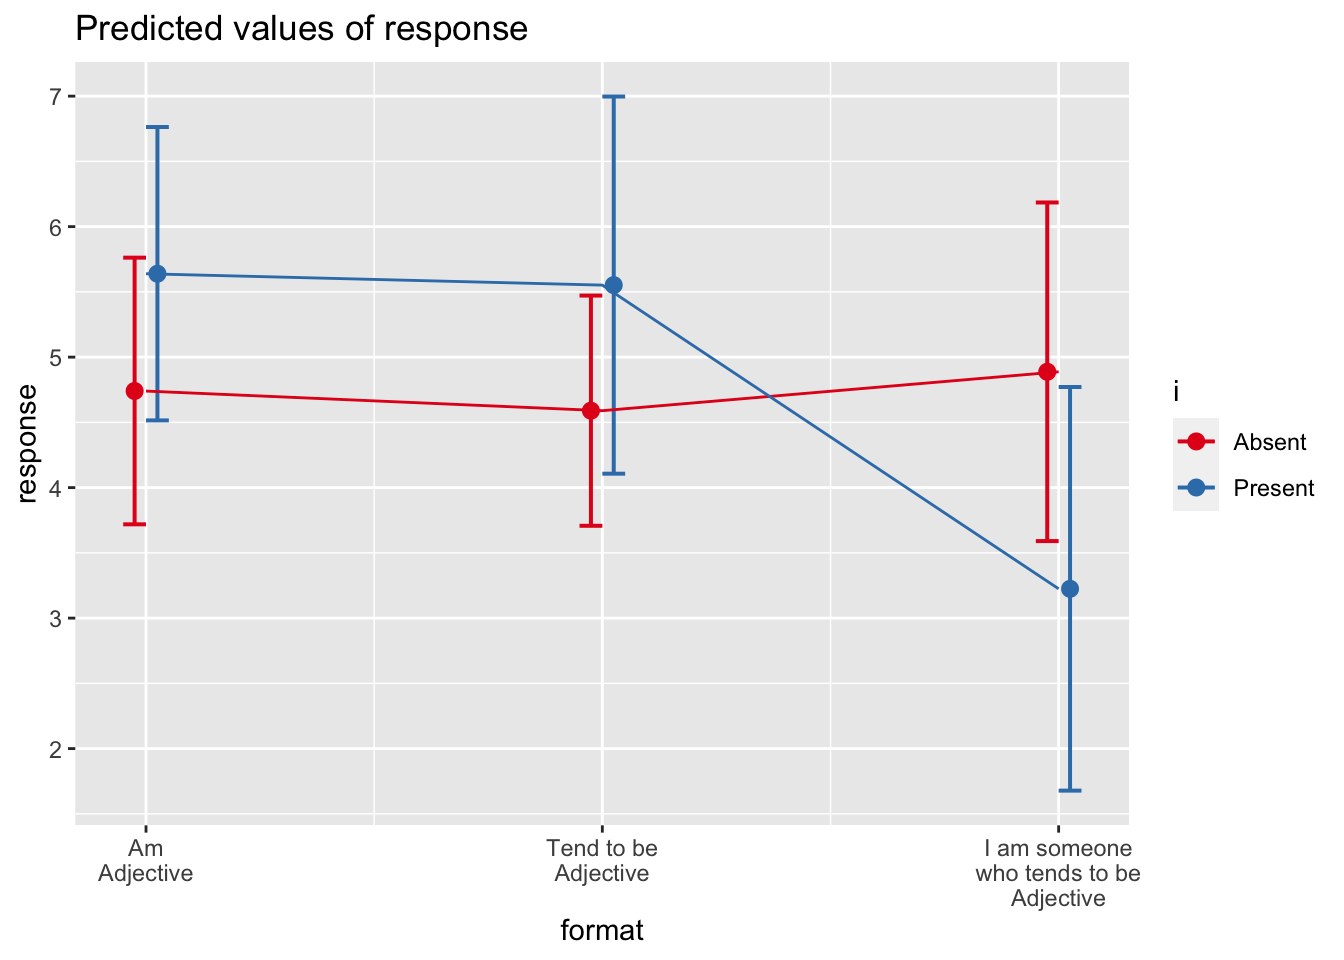 Predicted values of response
7
6
5
4
3
2
response
Am
Adjective
Tend to be
Adjective
I am someone
who tends to be
Adjective
format
i
Absent
Present